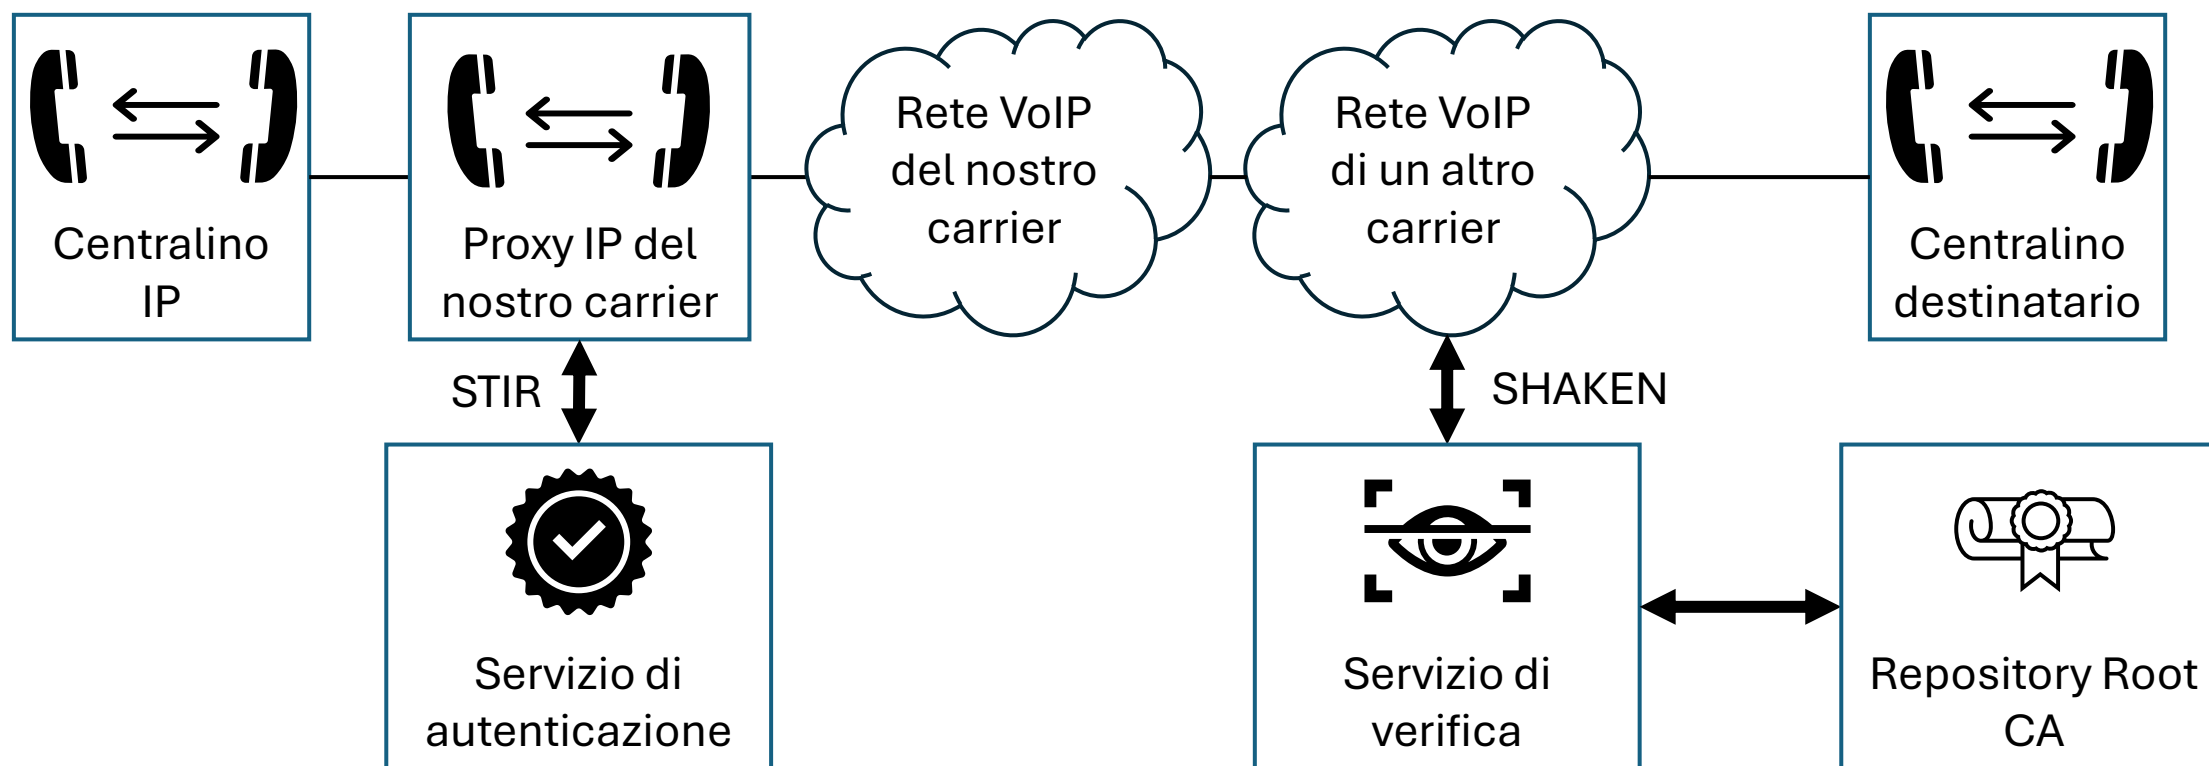 Centralino
IP
Proxy IP del
nostro carrier
Rete VoIP
del nostro
carrier
Rete VoIP
di un altro
carrier
Centralino
destinatario
STIR
SHAKEN
Servizio di
autenticazione
Servizio di
verifica
Repository Root
CA